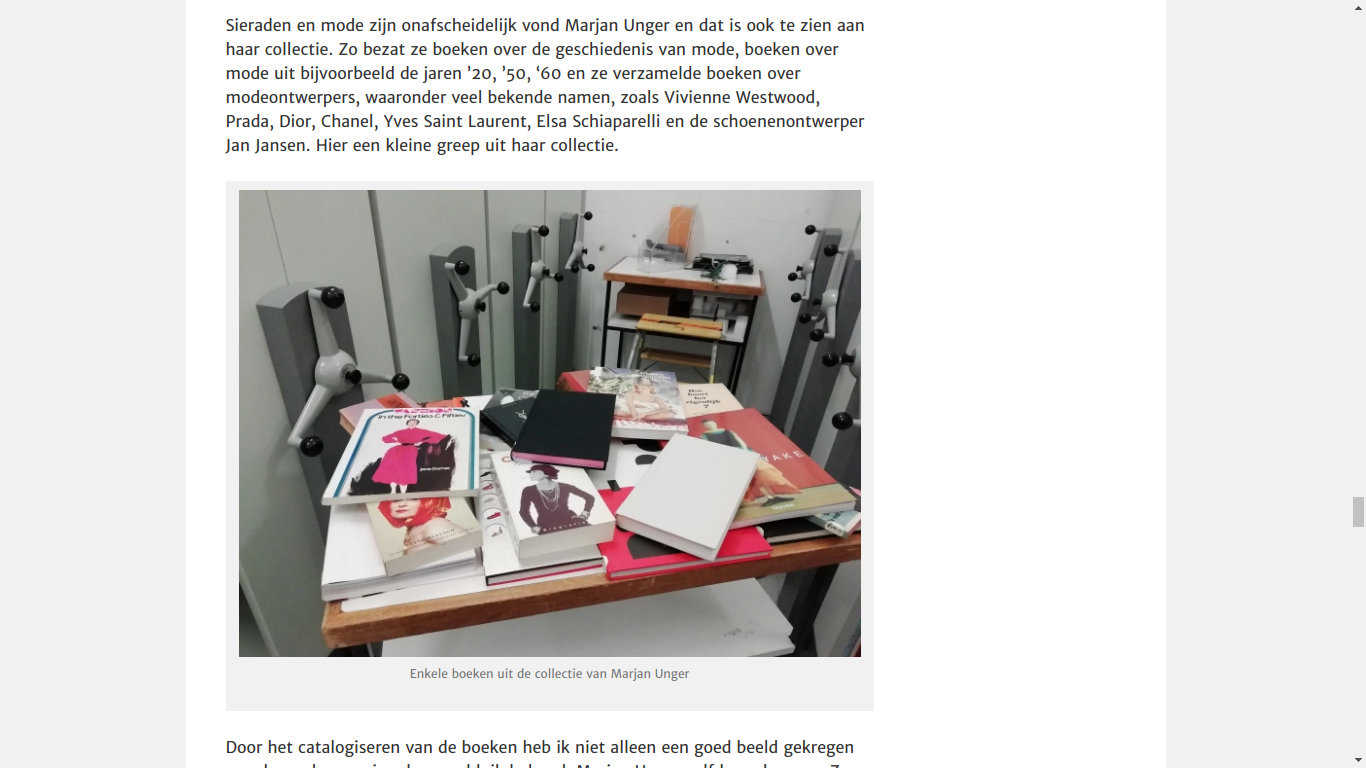 Sieraden en mode zijn onafscheidelijk vond Marjan Unger en dat is ook te zien aan
haar collectie. Zo bezat ze boeken over de geschiedenis van mode, boeken over
mode uit bijvoorbeeld de jaren ’20, ’50, ‘60 en ze verzamelde boeken over
modeontwerpers, waaronder veel bekende namen, zoals Vivienne Westwood,
Prada, Dior, Chanel, Yves Saint Laurent, Elsa Schiaparelli en de schoenenontwerper
Jan Jansen. Hier een kleine greep uit haar collectie.
Hoe
hoort
het
eigenlijk
?
in the Forties & Fifties
Jane Dorner
YAKE
Enkele boeken uit de collectie van Marjan Unger
Door het catalogiseren van de boeken heb ik niet alleen een goed beeld gekregen